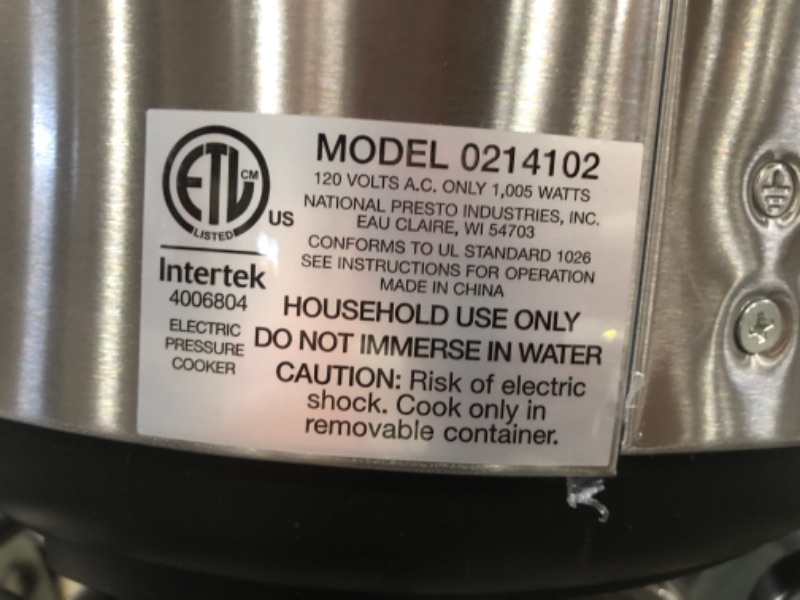 ETL CM
LISTED
US
Intertek
4006804
ELECTRIC
PRESSURE
COOKER
MODEL 0214102
120 VOLTS A.C. ONLY 1,005 WATTS
NATIONAL PRESTO INDUSTRIES, INC.
EAU CLAIRE, WI 54703
CONFORMS TO UL STANDARD 1026
SEE INSTRUCTIONS FOR OPERATION
MADE IN CHINA
HOUSEHOLD USE ONLY
DO NOT IMMERSE IN WATER
CAUTION: Risk of electric
shock. Cook only in
removable container.